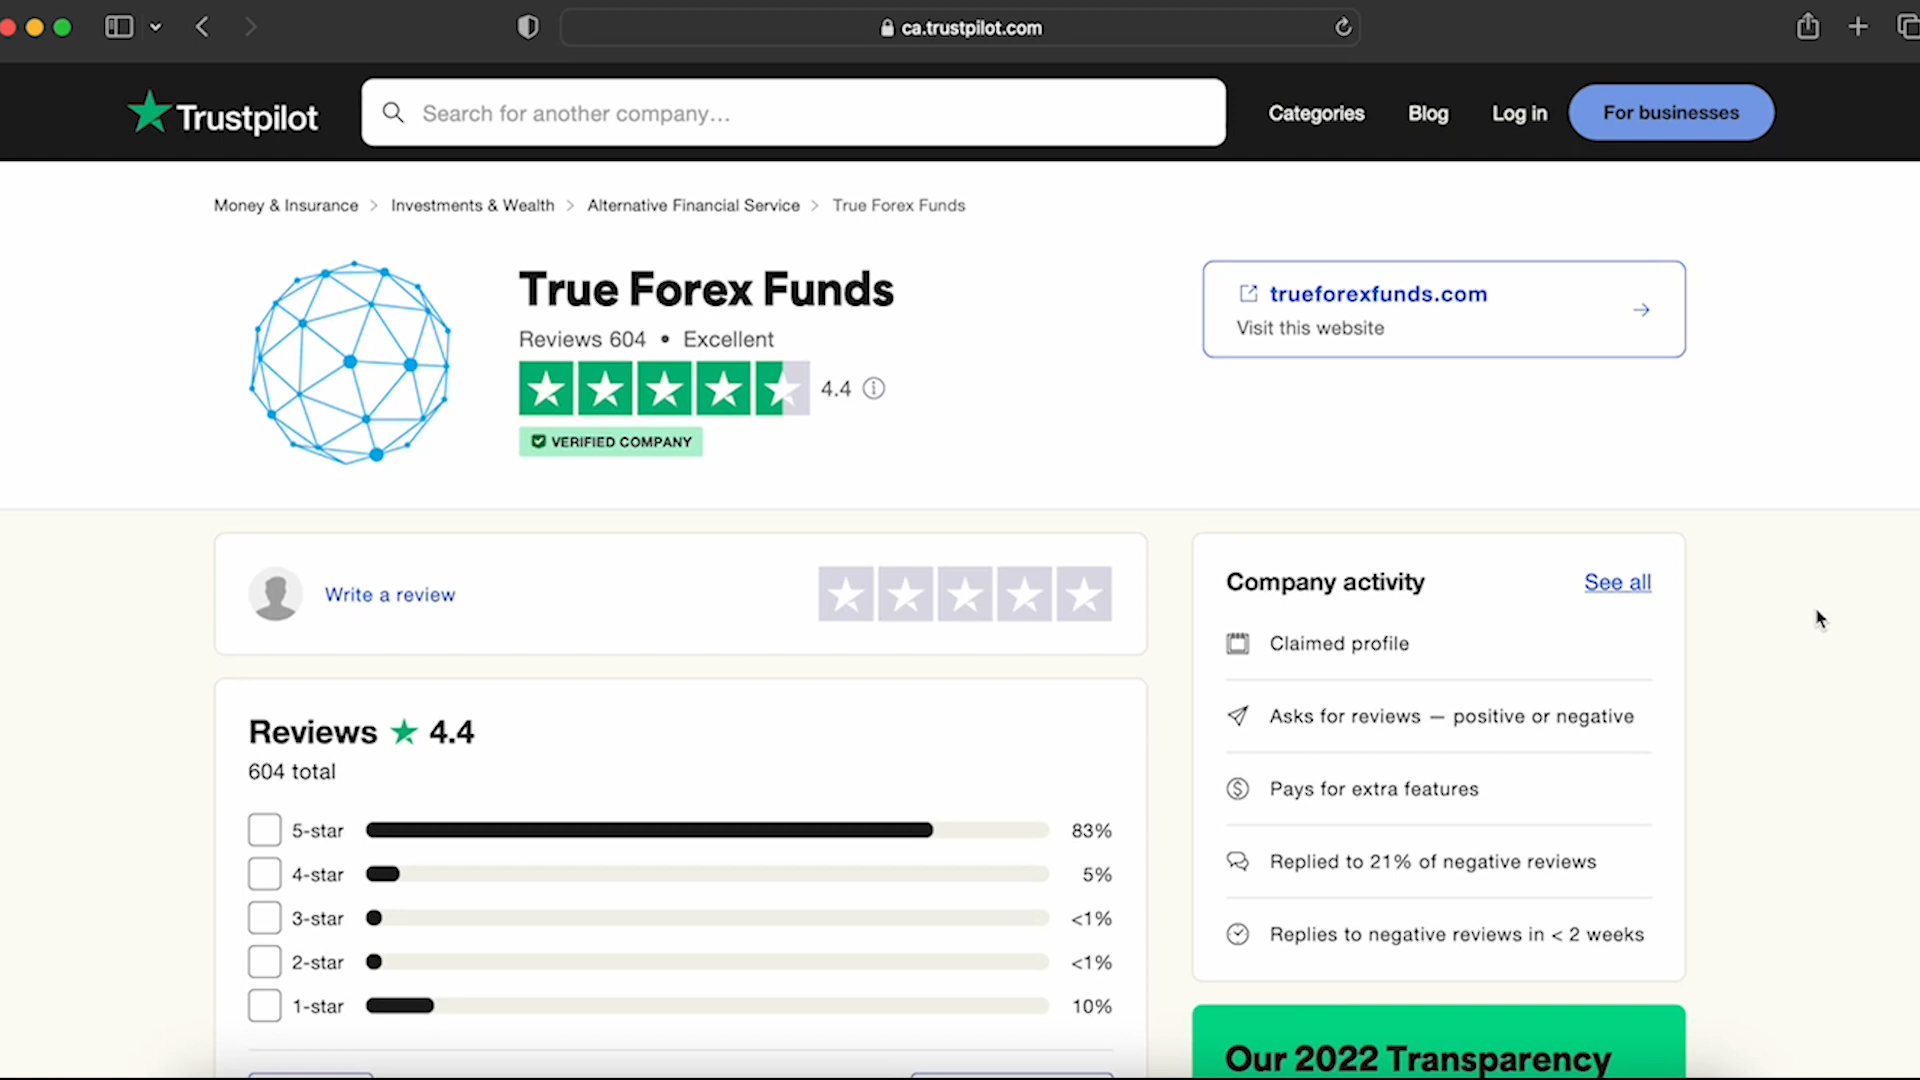 ca.trustpilot.com
Trustpilot
Search for another company...
Categories
Blog
Log in
For businesses
Money & Insurance > Investments & Wealth > Alternative Financial Service > True Forex Funds
True Forex Funds
Reviews 604 • Excellent
4.4
VERIFIED COMPANY
trueforexfunds.com
Visit this website
Write a review
Reviews 4.4
604 total
5-star 83%
4-star 5%
3-star <1%
2-star <1%
1-star 10%
Company activity
See all
Claimed profile
Asks for reviews — positive or negative
Pays for extra features
Replied to 21% of negative reviews
Replies to negative reviews in < 2 weeks
Our 2022 Transparency